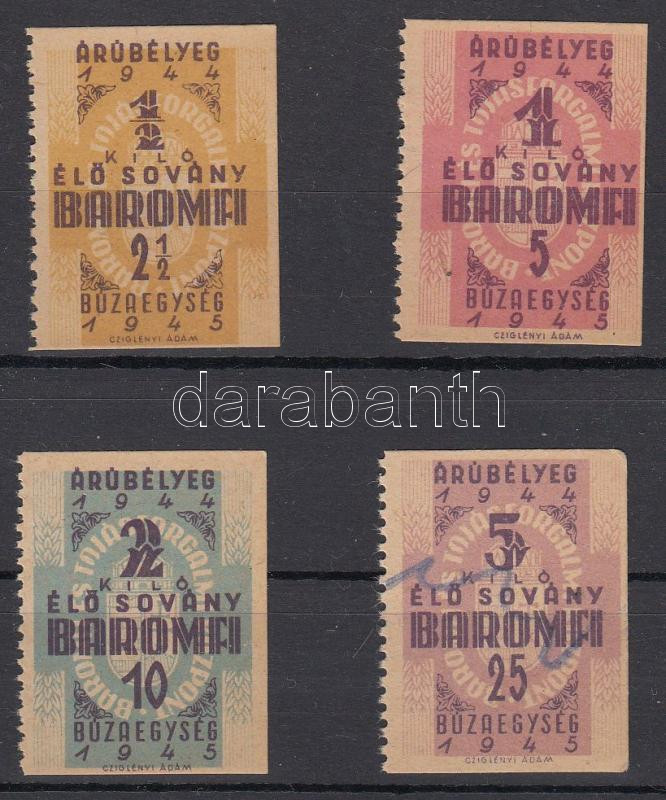 ÁRÚBÉLYEG
1944
1/2
KILÓ
ÉLŐ SOVÁNY
BAROMFI
2 1/2
BÚZAEGYSÉG
1945
CZIGLÉNYI ÁDÁM
ÁRÚBÉLYEG
1944
1
KILÓ
ÉLŐ SOVÁNY
BAROMFI
5
BÚZAEGYSÉG
1945
CZIGLÉNYI ÁDÁM
darabanth
ÁRÚBÉLYEG
1944
2
KILÓ
ÉLŐ SOVÁNY
BAROMFI
10
BÚZAEGYSÉG
1945
CZIGLÉNYI ÁDÁM
ÁRÚBÉLYEG
1944
5
KILÓ
ÉLŐ SOVÁNY
BAROMFI
25
BÚZAEGYSÉG
1945
CZIGLÉNYI ÁDÁM